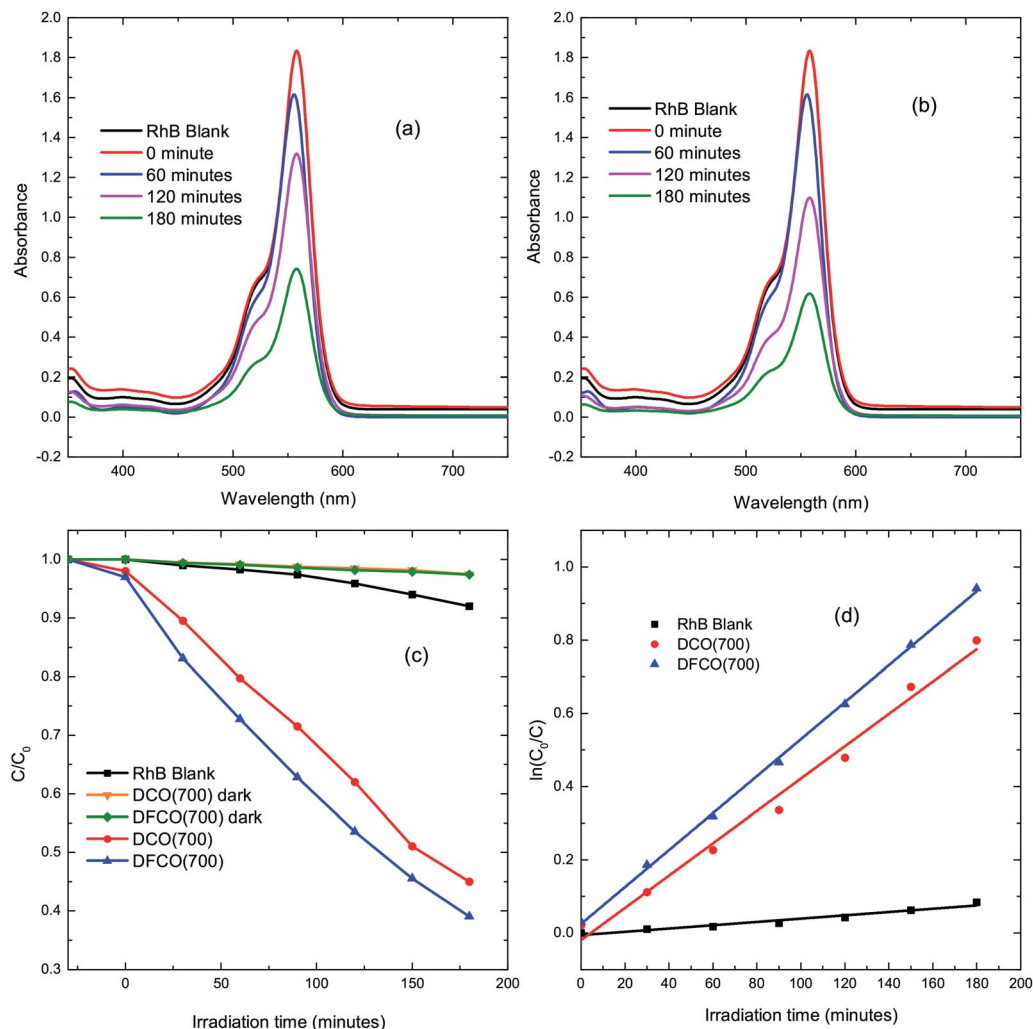 2.0
1.8
1.6
1.4
1.2
1.0
0.8
0.6
0.4
0.2
0.0
-0.2
Absorbance
(a)
RhB Blank
0 minute
60 minutes
120 minutes
180 minutes
400 500 600 700
Wavelength (nm)
2.0
1.8
1.6
1.4
1.2
1.0
0.8
0.6
0.4
0.2
0.0
-0.2
Absorbance
(b)
RhB Blank
0 minute
60 minutes
120 minutes
180 minutes
400 500 600 700
Wavelength (nm)
1.0
0.9
0.8
0.7
0.6
0.5
0.4
0.3
C/C₀
(c)
RhB Blank
DCO(700) dark
DFCO(700) dark
DCO(700)
DFCO(700)
0 50 100 150 200
Irradiation time (minutes)
1.0
0.8
0.6
0.4
0.2
0.0
ln(C₀/C)
(d)
RhB Blank
DCO(700)
DFCO(700)
0 20 40 60 80 100 120 140 160 180 200
Irradiation time (minutes)